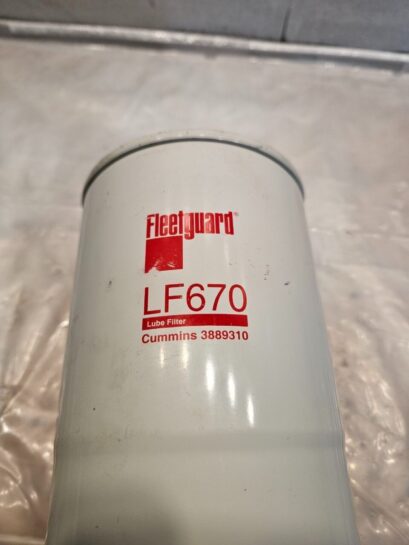 Fleetguard®
LF670
Lube Filter
Cummins 3889310